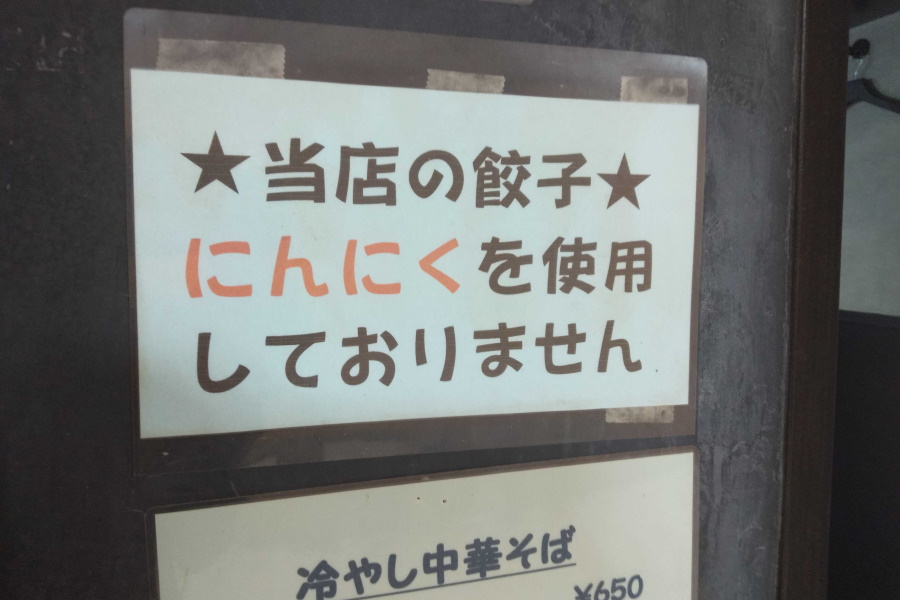 ★当店の餃子★
にんにくを使用
しておりません
冷やし中華そば
¥650